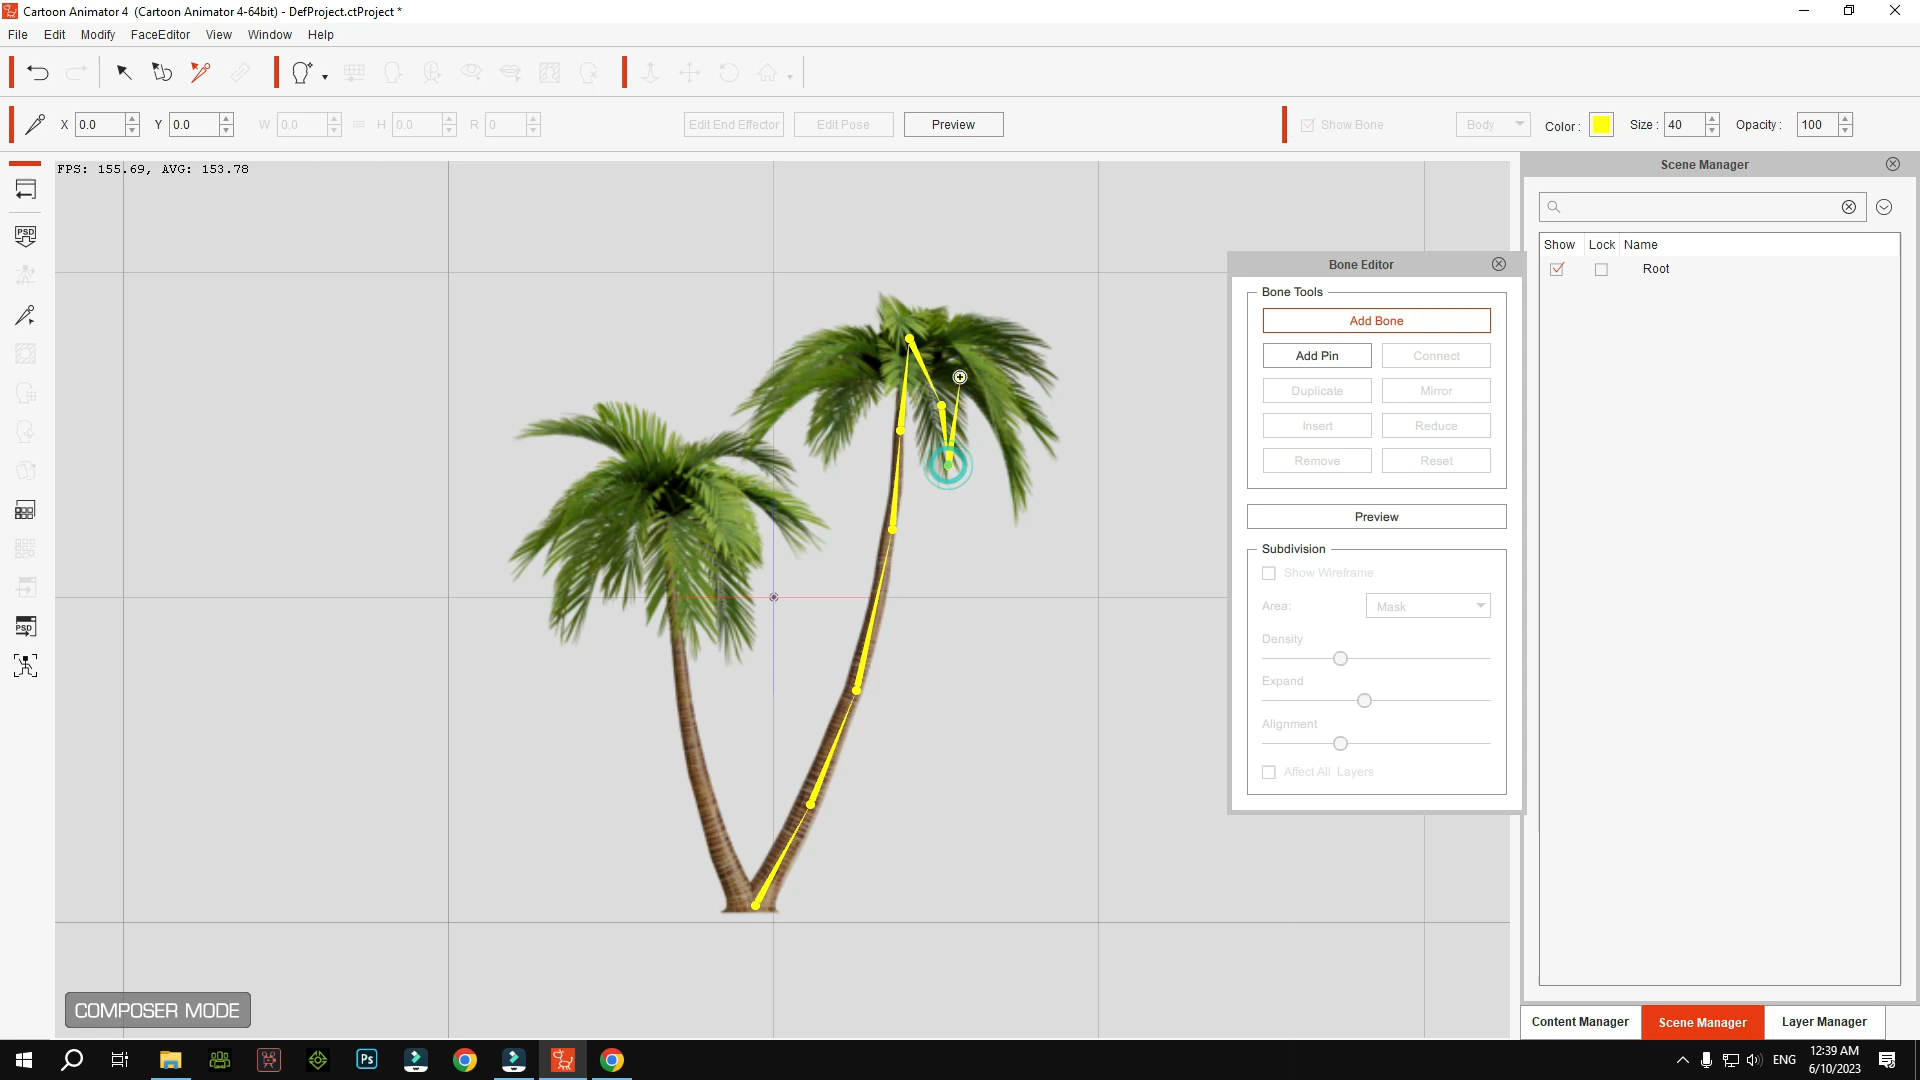 Cartoon Animator 4  (Cartoon Animator 4-64bit) - DefProject.ctProject *
File Edit Modify FaceEditor View Window Help
X 0.0 Y 0.0 W 0.0 H 0.0 R 0 Edit End Effector Edit Pose Preview Show Bone Body Color : Size : 40 Opacity : 100
FPS: 155.69, AVG: 153.78
Scene Manager
Show Lock Name
Root
Bone Editor
Bone Tools
Add Bone
Add Pin Connect
Duplicate Mirror
Insert Reduce
Remove Reset
Preview
Subdivision
Show Wireframe
Area: Mask
Density
Expand
Alignment
Affect All Layers
PSD
PSD
COMPOSER MODE
Content Manager Scene Manager Layer Manager
Ps
ENG
12:39 AM
6/10/2023